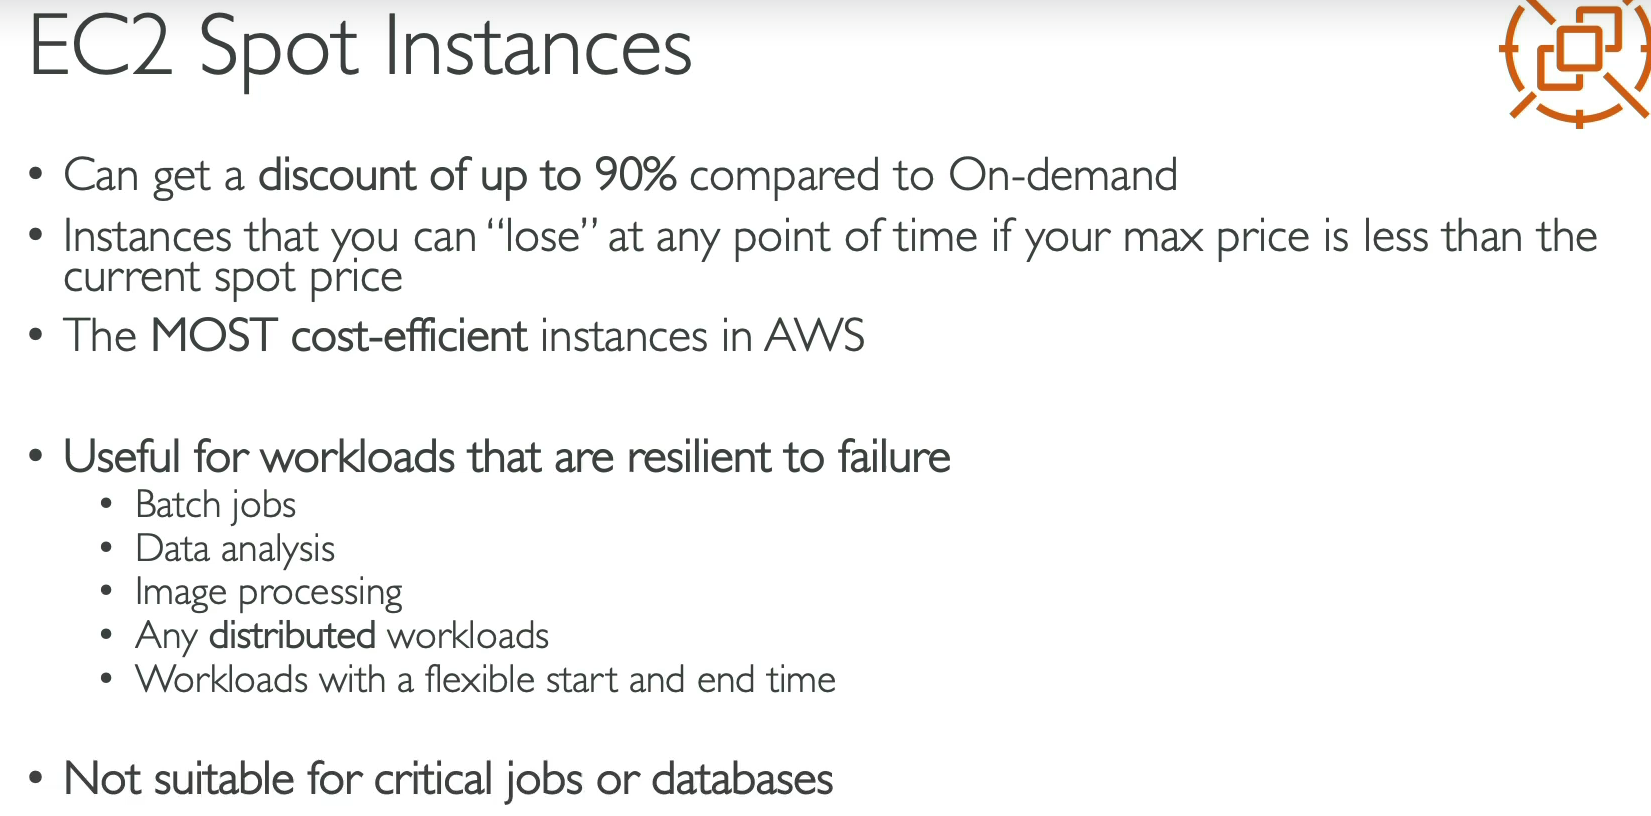 EC2 Spot Instances
• Can get a discount of up to 90% compared to On-demand
• Instances that you can “lose” at any point of time if your max price is less than the
current spot price
• The MOST cost-efficient instances in AWS
• Useful for workloads that are resilient to failure
• Batch jobs
• Data analysis
• Image processing
• Any distributed workloads
• Workloads with a flexible start and end time
• Not suitable for critical jobs or databases